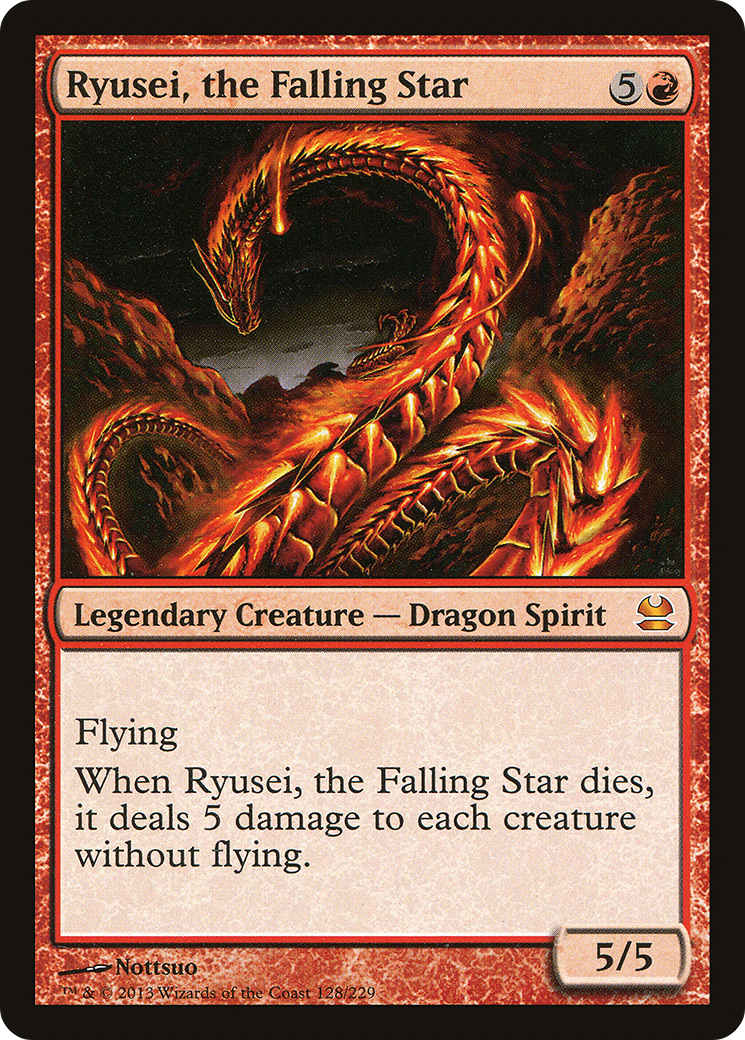 Ryusei, the Falling Star 5
Legendary Creature — Dragon Spirit
Flying
When Ryusei, the Falling Star dies,
it deals 5 damage to each creature
without flying.
5/5
Nottsuo
™ & © 2013 Wizards of the Coast 128/229